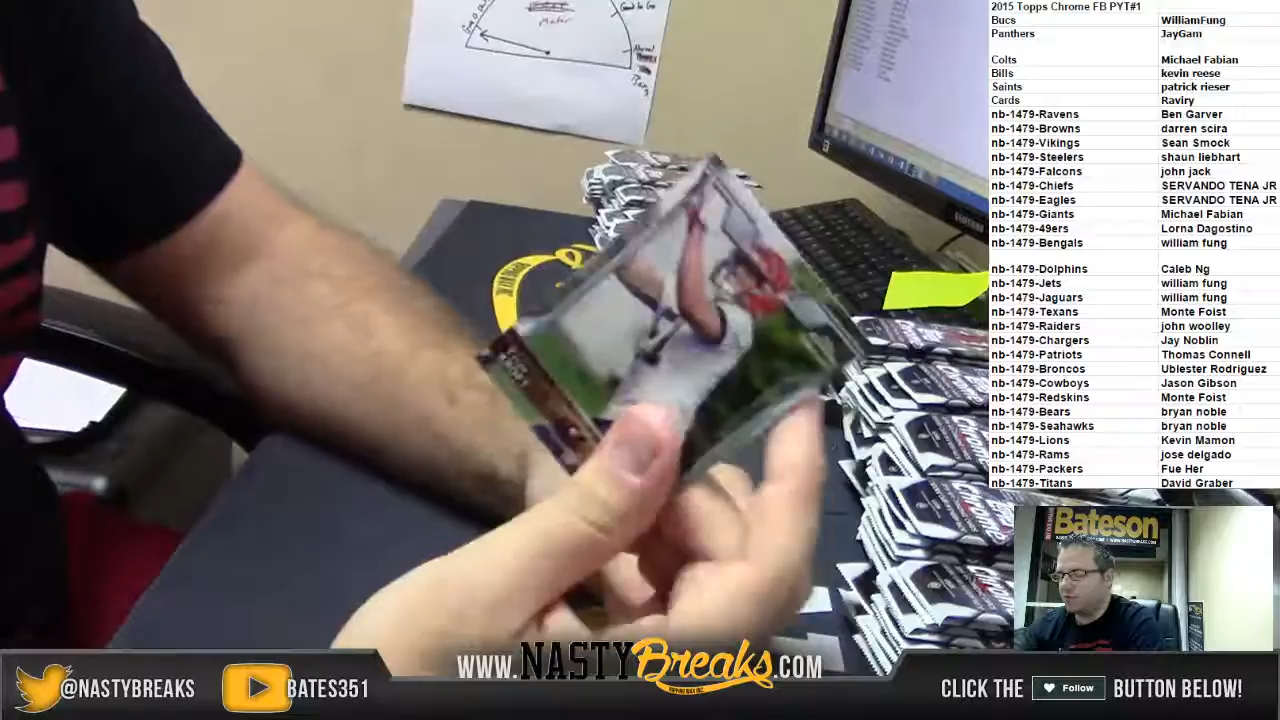 2015 Topps Chrome FB PYT#1
Bucs WilliamFung
Panthers JayGam
Colts Michael Fabian
Bills kevin reese
Saints patrick rieser
Cards Raviry
nb-1479-Ravens Ben Garver
nb-1479-Browns darren scira
nb-1479-Vikings Sean Smock
nb-1479-Steelers shaun liebhart
nb-1479-Falcons john jack
nb-1479-Chiefs SERVANDO TENA JR
nb-1479-Eagles SERVANDO TENA JR
nb-1479-Giants Michael Fabian
nb-1479-49ers Lorna Dagostino
nb-1479-Bengals william fung
nb-1479-Dolphins Caleb Ng
nb-1479-Jets william fung
nb-1479-Jaguars william fung
nb-1479-Texans Monte Foist
nb-1479-Raiders john woolley
nb-1479-Chargers Jay Noblin
nb-1479-Patriots Thomas Connell
nb-1479-Broncos Ublester Rodriguez
nb-1479-Cowboys Jason Gibson
nb-1479-Redskins Monte Foist
nb-1479-Bears bryan noble
nb-1479-Seahawks bryan noble
nb-1479-Lions Kevin Mamon
nb-1479-Rams jose delgado
nb-1479-Packers Fue Her
nb-1479-Titans David Graber
Good to Go
Meter
Normal
Bateson
WWW.NASTYBreaks.COM
@NASTYBREAKS
BATES351
CLICK THE Follow BUTTON BELOW!